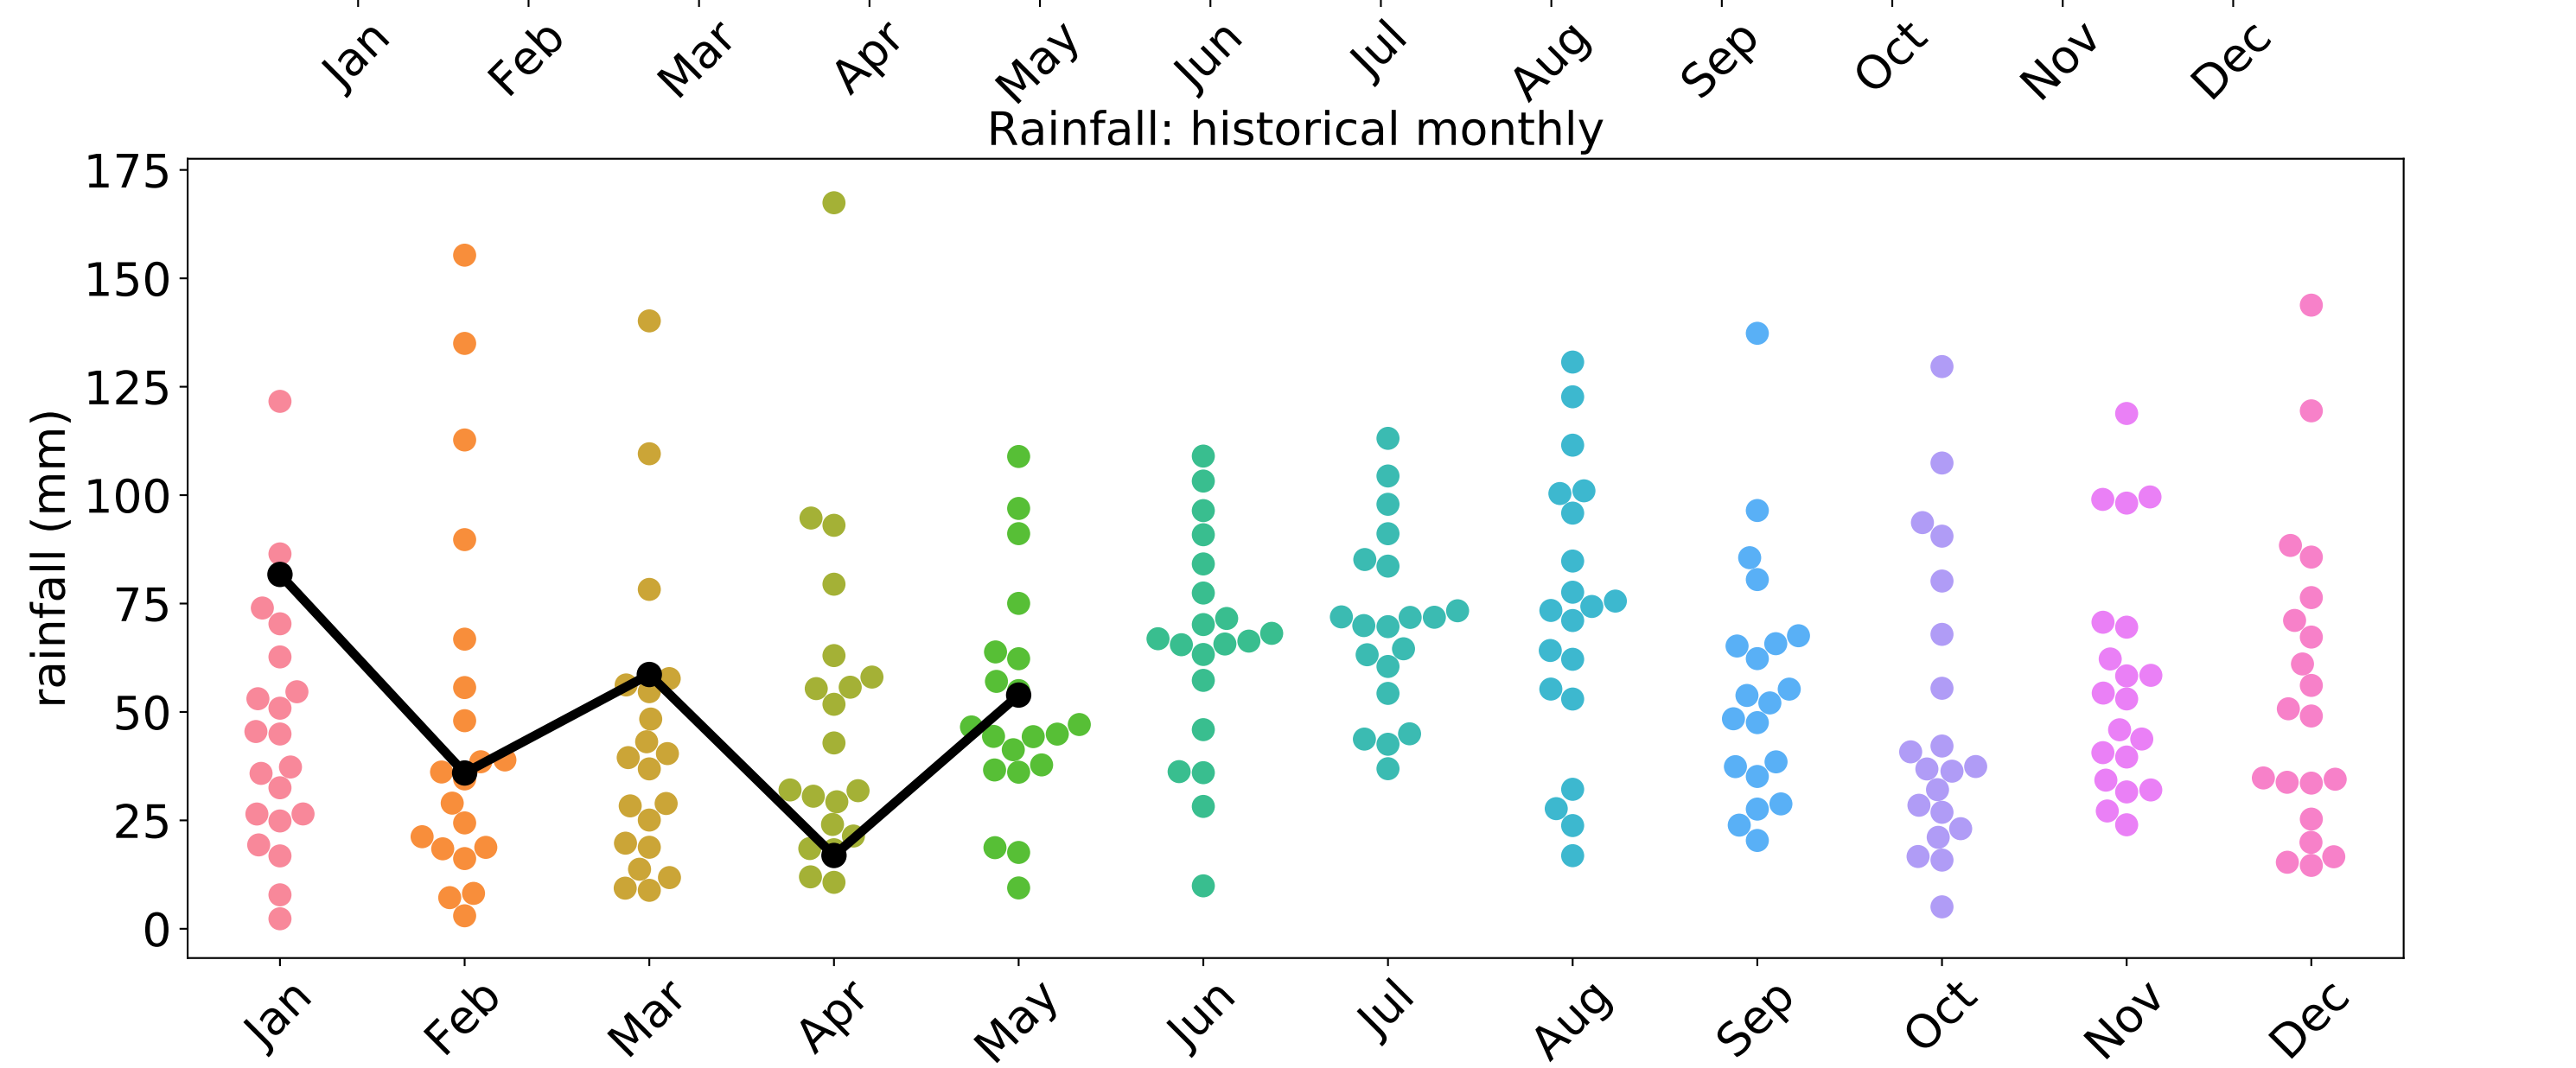 Jan Feb Mar Apr May Jun Jul Aug Sep Oct Nov Dec
Rainfall: historical monthly
175
150
125
100
75
50
25
0
rainfall (mm)
Jan Feb Mar Apr May Jun Jul Aug Sep Oct Nov Dec